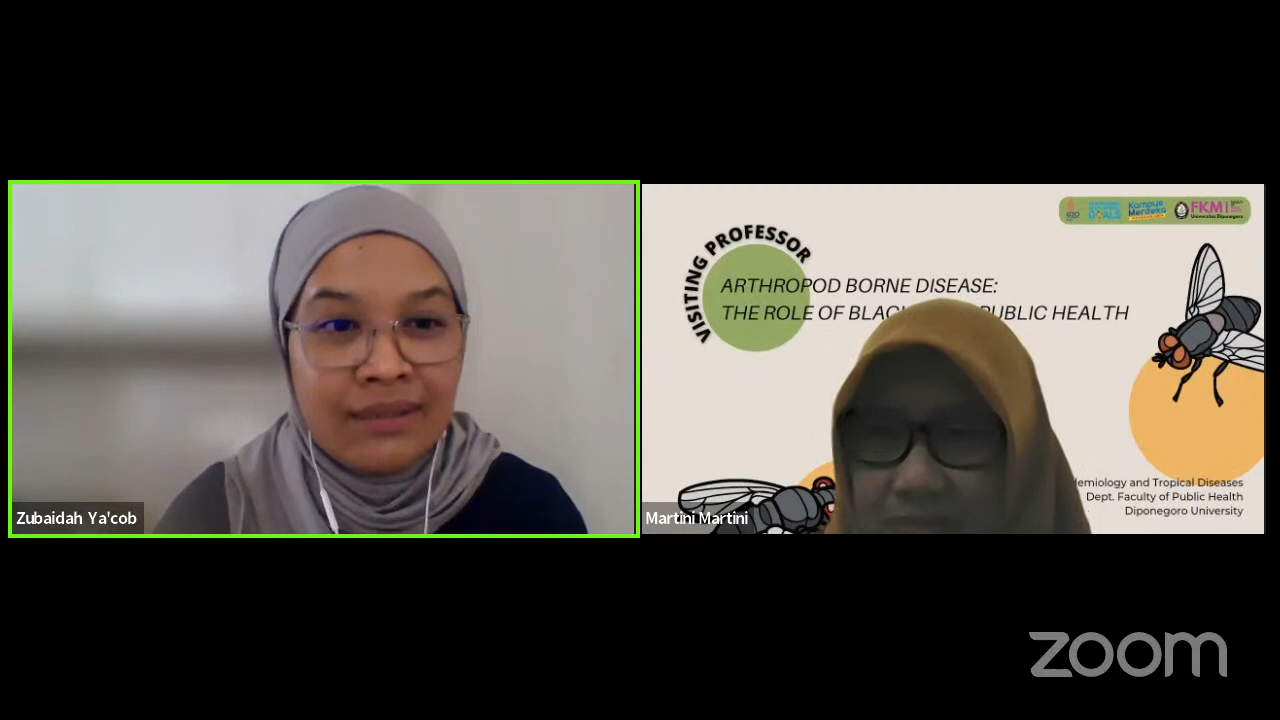 VISITING PROFESSOR
ARTHROPOD BORNE DISEASE:
THE ROLE OF BLAC PUBLIC HEALTH
GOALS
Kampus
Merdeka
FKM
Universitas Diponegoro
emiology and Tropical Diseases
Dept. Faculty of Public Health
Diponegoro University
Zubaidah Ya'cob
Martini Martini
zoom